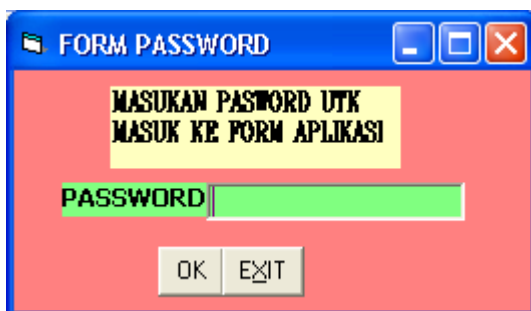 FORM PASSWORD
MASUKAN PASWORD UTK
MASUK KE FORM APLIKASI
PASSWORD
OK EXIT